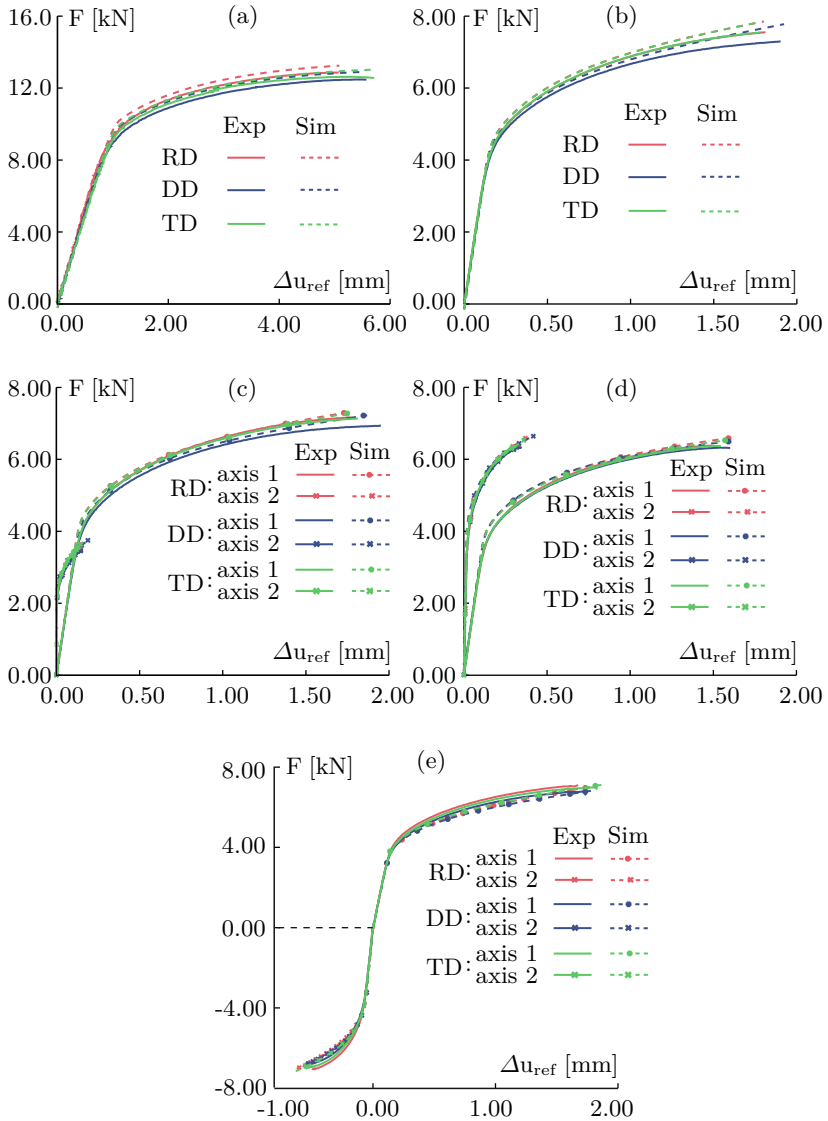 F [kN] (a)
16.0
12.0
8.00
4.00
0.00
Exp Sim
RD
DD
TD
Δu_ref [mm]
0.00 2.00 4.00 6.00
F [kN] (b)
8.00
6.00
4.00
2.00
0.00
Exp Sim
RD
DD
TD
Δu_ref [mm]
0.00 0.50 1.00 1.50 2.00
F [kN] (c)
8.00
6.00
4.00
2.00
0.00
Exp Sim
RD: axis 1
axis 2
DD: axis 1
axis 2
TD: axis 1
axis 2
Δu_ref [mm]
0.00 0.50 1.00 1.50 2.00
F [kN] (d)
8.00
6.00
4.00
2.00
0.00
Exp Sim
RD: axis 1
axis 2
DD: axis 1
axis 2
TD: axis 1
axis 2
Δu_ref [mm]
0.00 0.50 1.00 1.50 2.00
F [kN] (e)
8.00
4.00
0.00
-4.00
-8.00
Exp Sim
RD: axis 1
axis 2
DD: axis 1
axis 2
TD: axis 1
axis 2
Δu_ref [mm]
-1.00 0.00 1.00 2.00